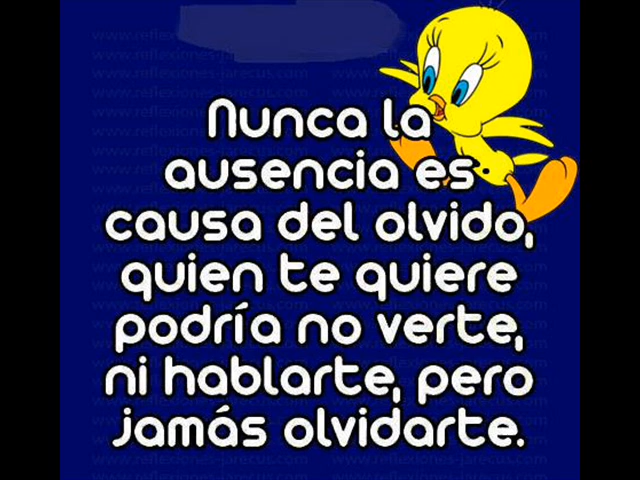 Nunca la
ausencia es
causa del olvido,
quien te quiere
podría no verte,
ni hablarte, pero
jamás olvidarte.